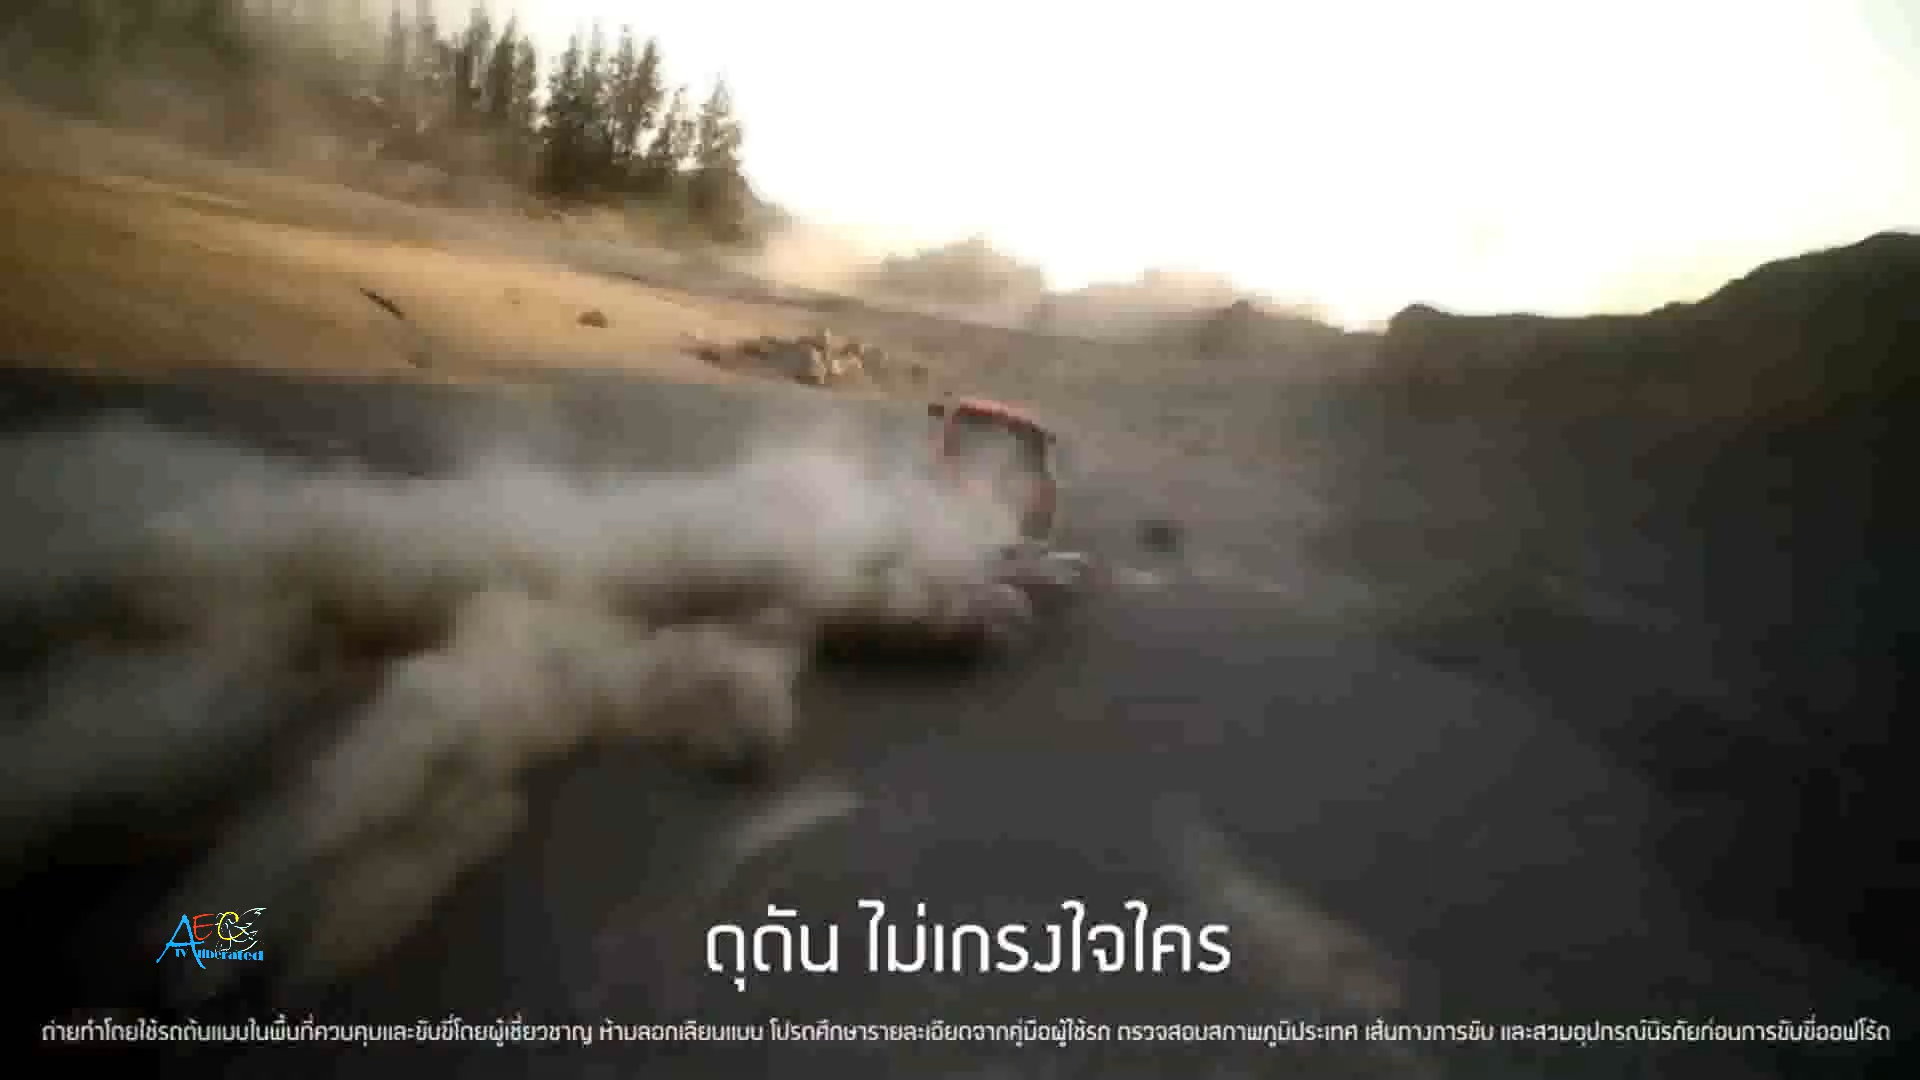 ดุดัน ไม่เกรงใจใคร
AEC
TV liberated
ถ่ายทำโดยใช้รถต้นแบบในพื้นที่ควบคุมและขับขี่โดยผู้เชี่ยวชาญ ห้ามลอกเลียนแบบ โปรดศึกษารายละเอียดจากคู่มือผู้ใช้รถ ตรวจสอบสภาพภูมิประเทศ เส้นทางการขับ และสวมอุปกรณ์นิรภัยก่อนการขับขี่ออฟโร้ด